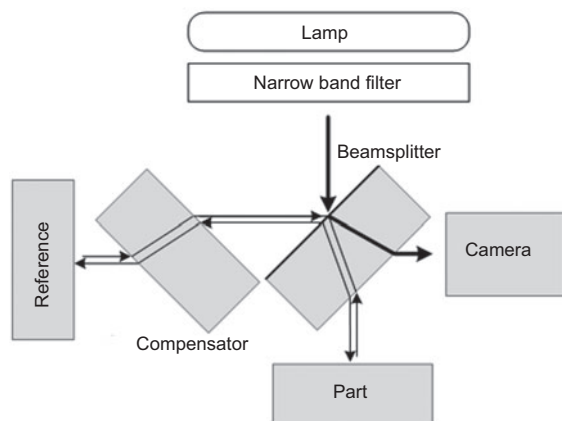 Lamp
Narrow band filter
Beamsplitter
Reference
Camera
Compensator
Part